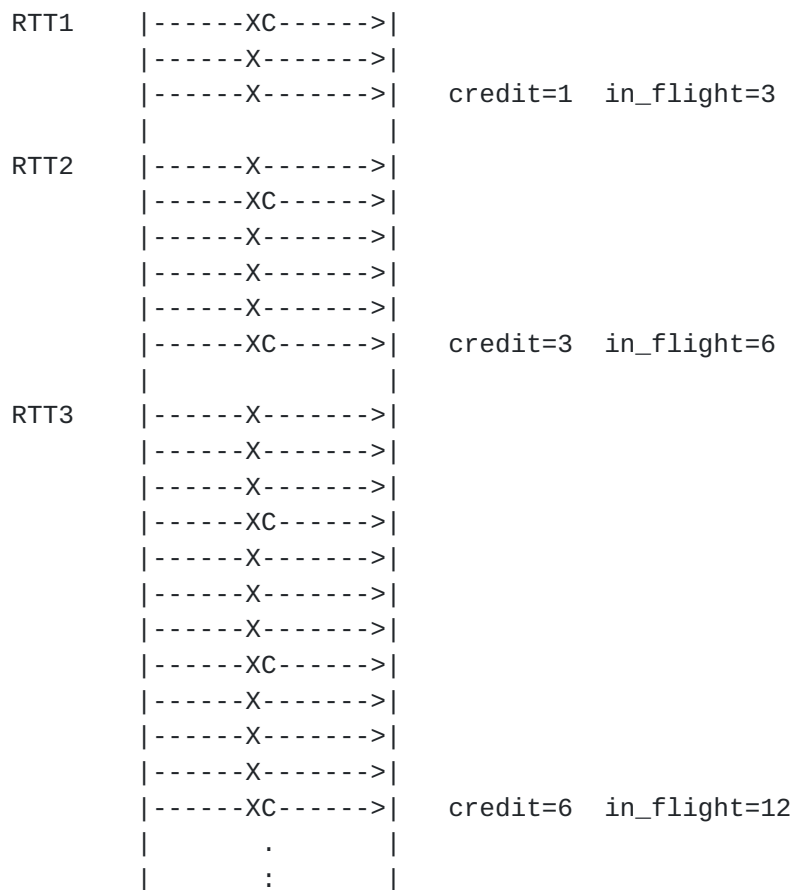 RTT1      |------XC------>|
          |------X------->|
          |------X------->|   credit=1  in_flight=3
          |               |
RTT2      |------X------->|
          |------XC------>|
          |------X------->|
          |------X------->|
          |------X------->|
          |------XC------>|   credit=3  in_flight=6
          |               |
RTT3      |------X------->|
          |------X------->|
          |------X------->|
          |------XC------>|
          |------X------->|
          |------X------->|
          |------X------->|
          |------XC------>|
          |------X------->|
          |------X------->|
          |------X------->|
          |------XC------>|   credit=6  in_flight=12
          |       .       |
          |       :       |